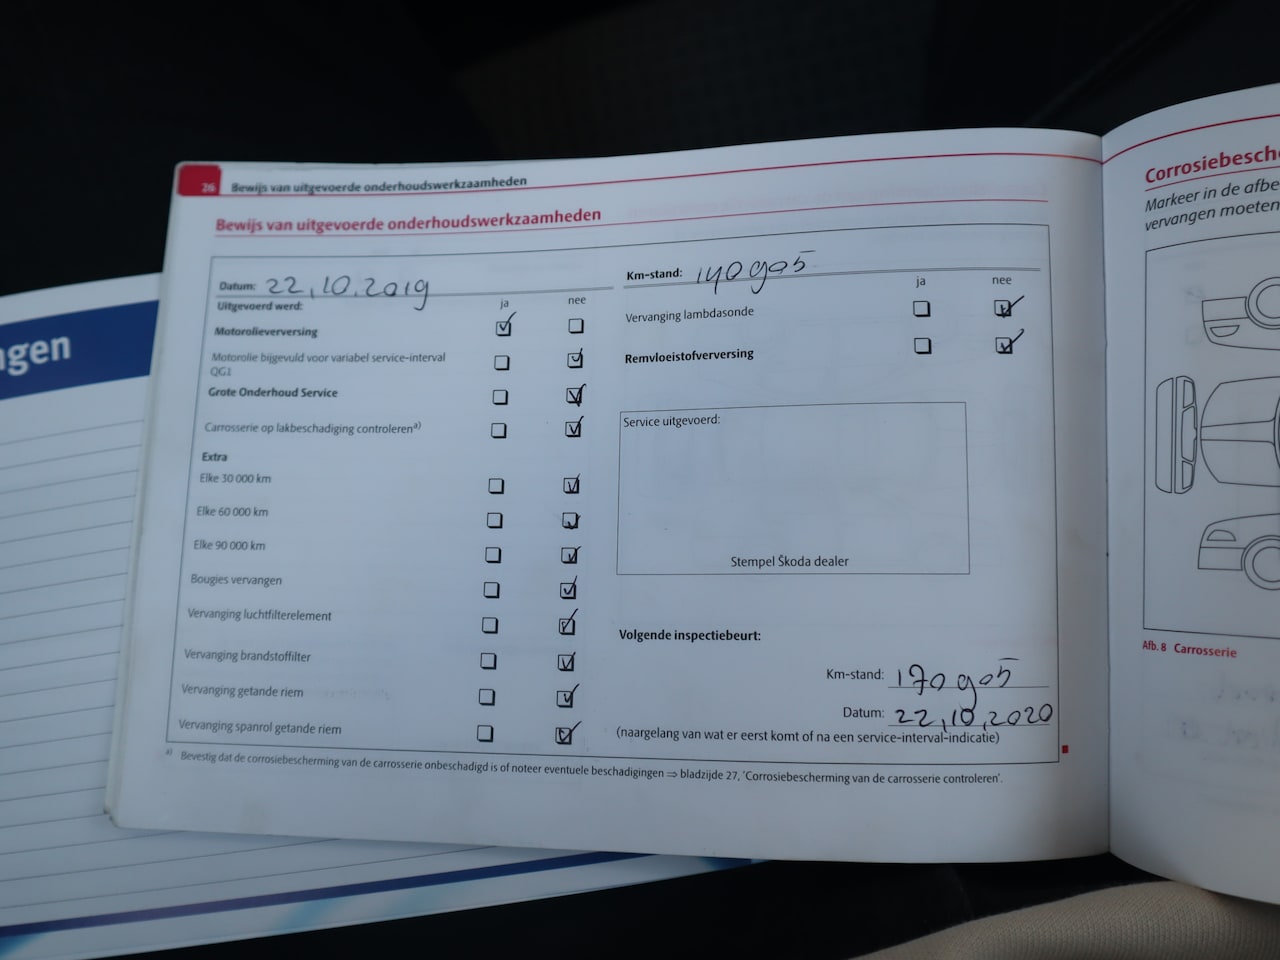 26 Bewijs van uitgevoerde onderhoudswerkzaamheden
Bewijs van uitgevoerde onderhoudswerkzaamheden
Datum: 22.10.2019
Uitgevoerd werd: ja nee
Motorolieverversing
Motorolie bijgevuld voor variabel service-interval
QG1
Grote Onderhoud Service
Carrosserie op lakbeschadiging controleren a)
Extra
Elke 30 000 km
Elke 60 000 km
Elke 90 000 km
Bougies vervangen
Vervanging luchtfilterelement
Vervanging brandstoffilter
Vervanging getande riem
Vervanging spanrol getande riem
Km-stand: 140905
ja nee
Vervanging lambdasonde
Remvloeistofverversing
Service uitgevoerd:
Stempel Škoda dealer
Volgende inspectiebeurt:
Km-stand: 170905
Datum: 22,10,2020
(naargelang van wat er eerst komt of na een service-interval-indicatie)
a) Bevestig dat de corrosiebescherming van de carrosserie onbeschadigd is of noteer eventuele beschadigingen ⇒ bladzijde 27, 'Corrosiebescherming van de carrosserie controleren'.
Corrosiebesch
Markeer in de afbe
vervangen moeten
Afb. 8 Carrosserie
ngen